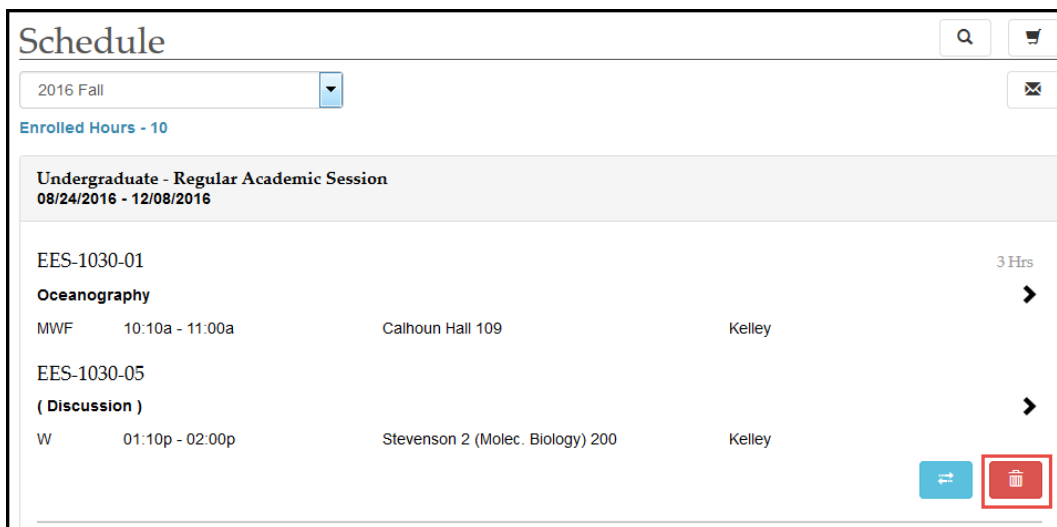 Schedule
2016 Fall
Enrolled Hours - 10
Undergraduate - Regular Academic Session
08/24/2016 - 12/08/2016
EES-1030-01 3 Hrs
Oceanography
MWF 10:10a - 11:00a Calhoun Hall 109 Kelley
EES-1030-05
( Discussion )
W 01:10p - 02:00p Stevenson 2 (Molec. Biology) 200 Kelley